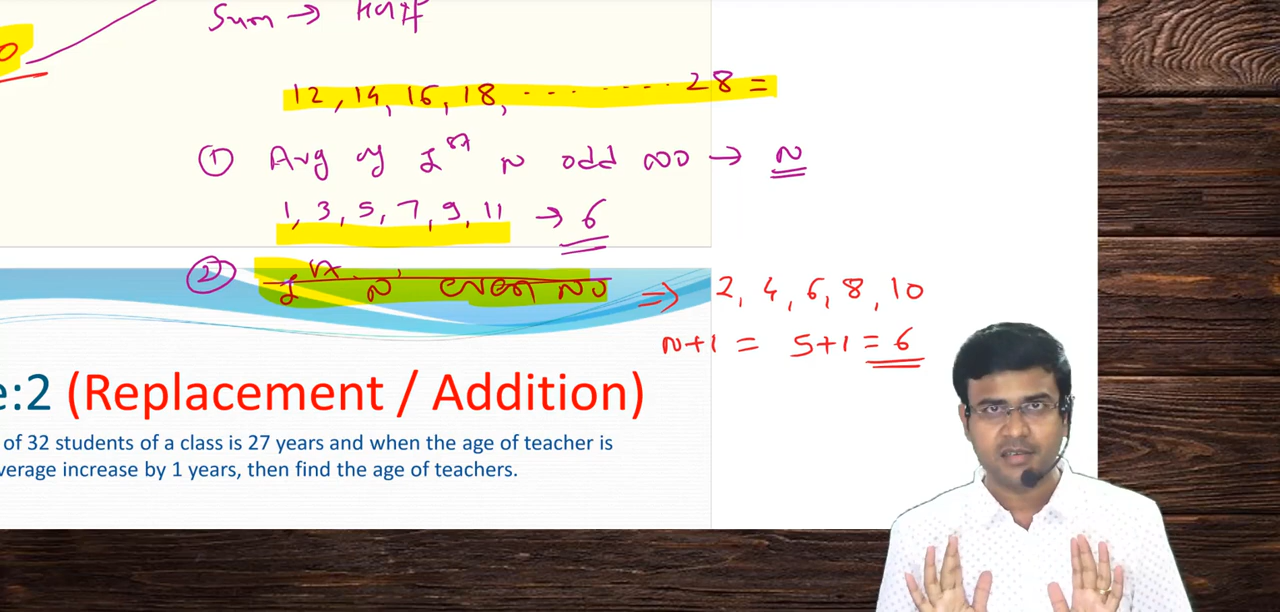 Sum → Half
0
12, 14, 16, 18, ........ 28 =
① Avg of Ist n odd no → n
1, 3, 5, 7, 9, 11 → 6
② Ist n even no ⇒ 2, 4, 6, 8, 10
n+1 = 5+1 = 6
e:2 (Replacement / Addition)
of 32 students of a class is 27 years and when the age of teacher is
verage increase by 1 years, then find the age of teachers.